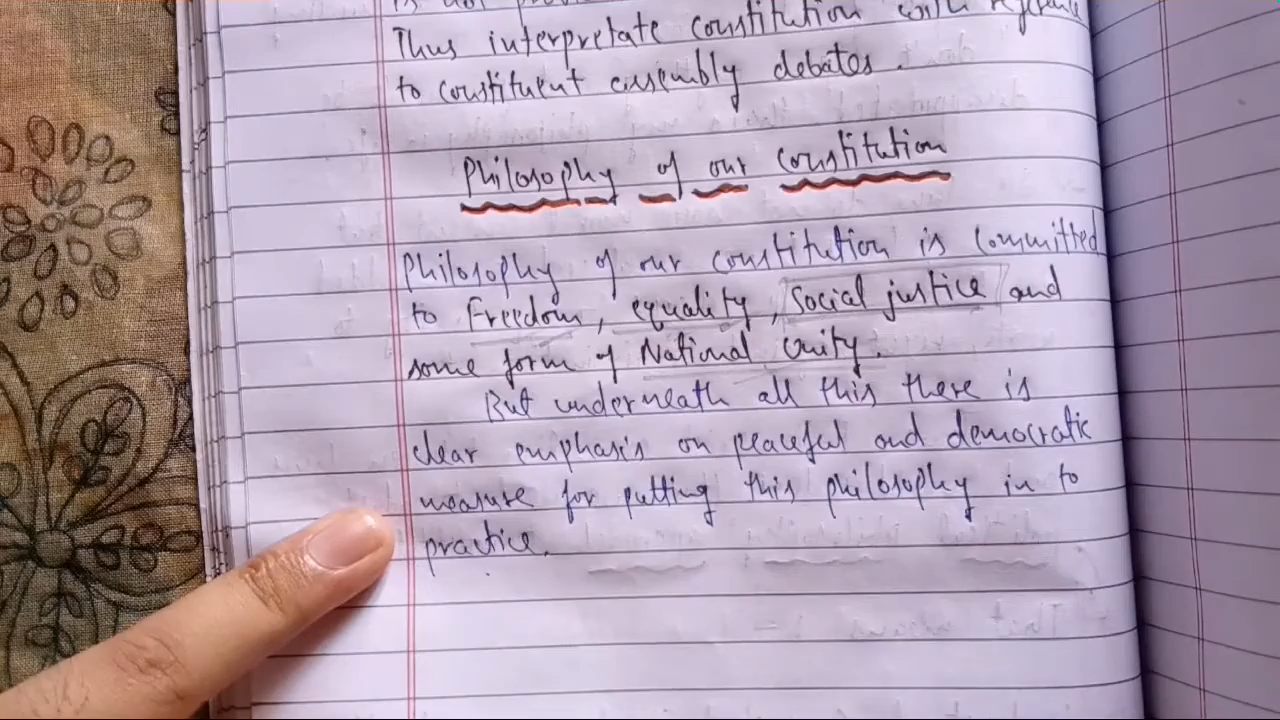 is not
Thus interpretate constitution with reference
to constituent assembly debates.
Philosophy of our Constitution
Philosophy of our constitution is committed
to Freedom, equality, Social justice and
some form of National Unity.
But underneath all this there is
clear emphasis on peaceful and democratic
measure for putting this philosophy in to
practice.